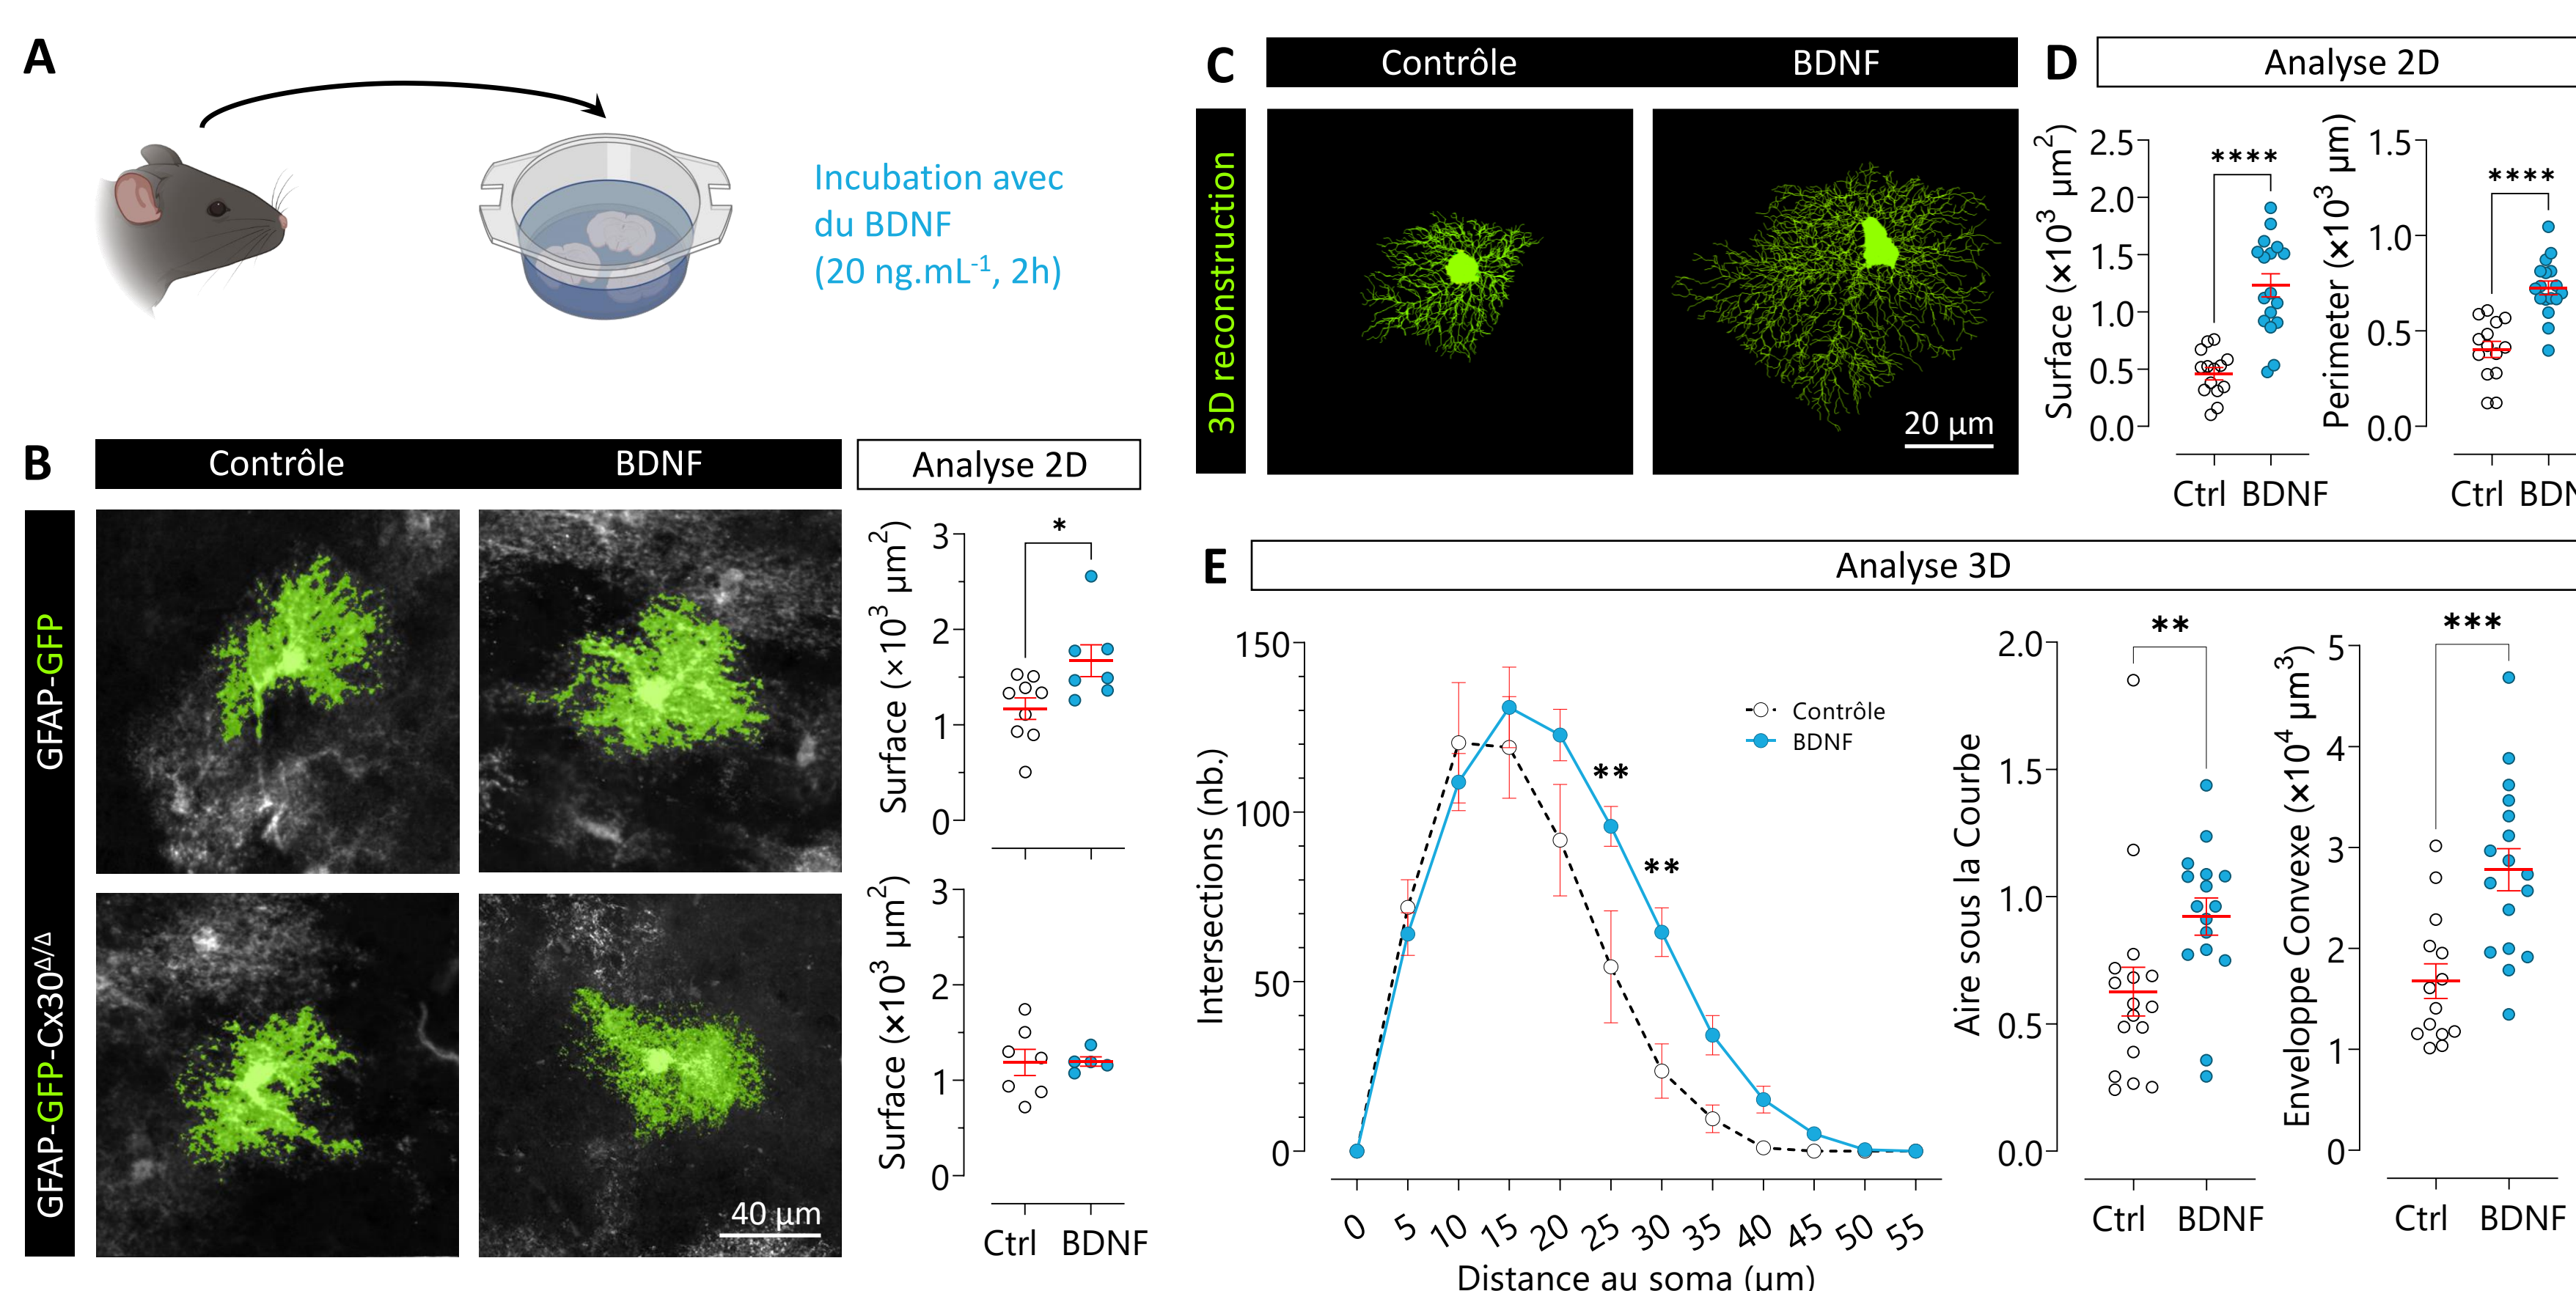 A
Incubation avec
du BDNF
(20 ng.mL⁻¹, 2h)
B
Contrôle
BDNF
Analyse 2D
GFAP-GFP
GFAP-GFP-Cx30Δ/Δ
40 µm
Surface (×10³ µm²)
3
2
1
0
*
Surface (×10³ µm²)
3
2
1
0
Ctrl BDNF
C
Contrôle
BDNF
3D reconstruction
20 µm
D
Analyse 2D
Surface (×10³ µm²)
2.5
2.0
1.5
1.0
0.5
0.0
****
Ctrl BDNF
Perimeter (×10³ µm)
1.5
1.0
0.5
0.0
****
Ctrl BDN
E
Analyse 3D
Intersections (nb.)
150
100
50
0
**
**
Contrôle
BDNF
0 5 10 15 20 25 30 35 40 45 50 55
Distance au soma (µm)
Aire sous la Courbe
2.0
1.5
1.0
0.5
0.0
**
Ctrl BDNF
Enveloppe Convexe (×10⁴ µm³)
5
4
3
2
1
0
***
Ctrl BDNF